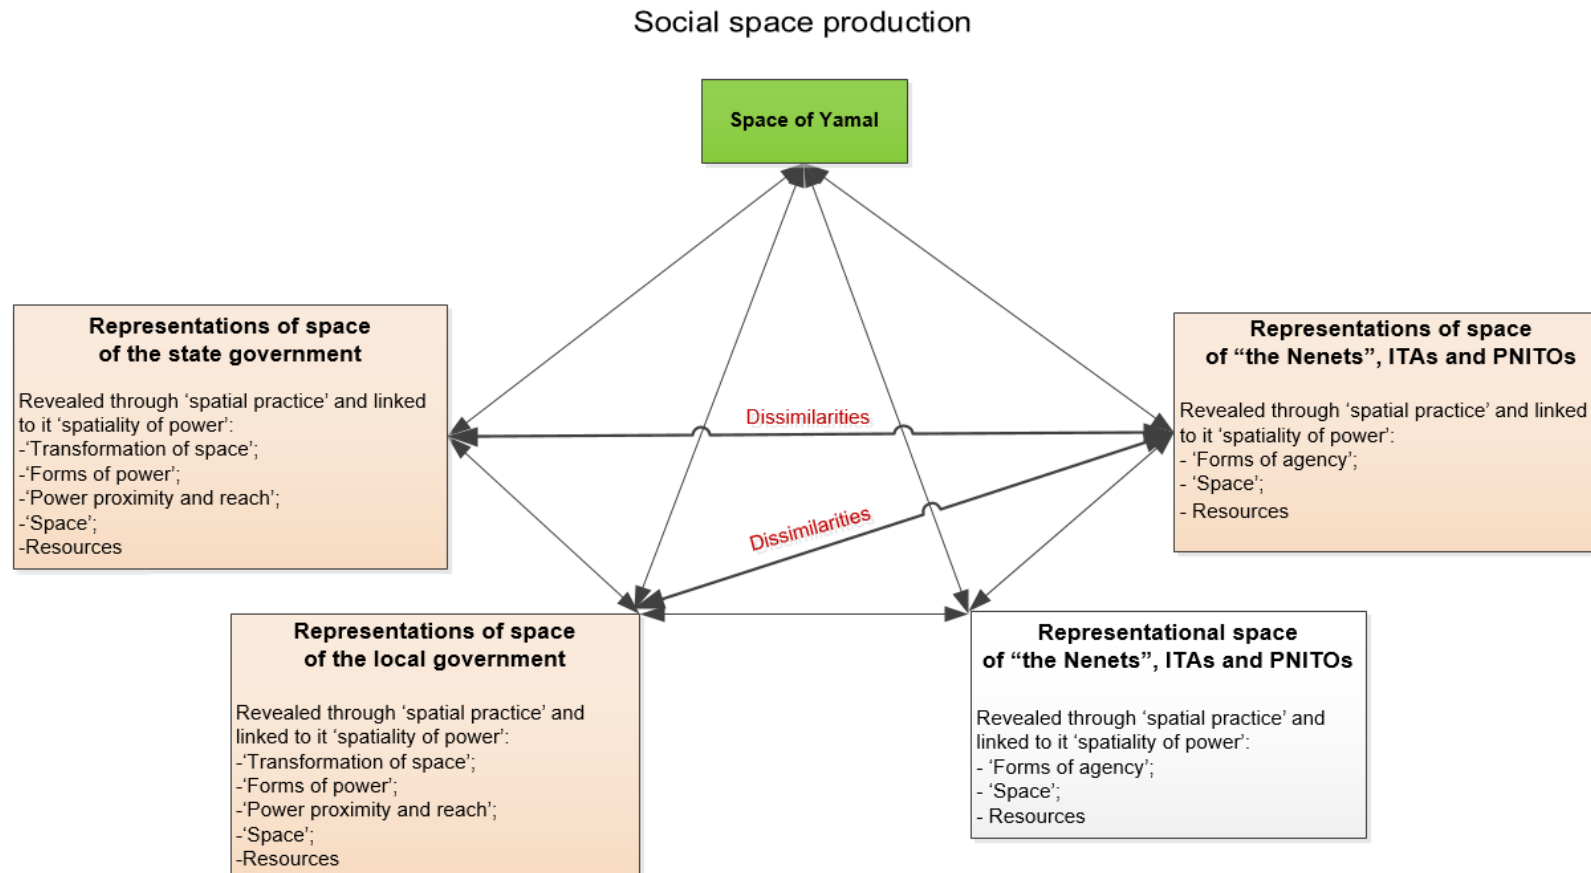 Social space production
Space of Yamal
Representations of space
of the state government
Revealed through ‘spatial practice’ and linked
to it ‘spatiality of power’:
-‘Transformation of space’;
-‘Forms of power’;
-‘Power proximity and reach’;
-‘Space’;
-Resources
Representations of space
of “the Nenets”, ITAs and PNITOs
Revealed through ‘spatial practice’ and linked
to it ‘spatiality of power’:
- ‘Forms of agency’;
- ‘Space’;
- Resources
Dissimilarities
Dissimilarities
Representations of space
of the local government
Revealed through ‘spatial practice’ and
linked to it ‘spatiality of power’:
-‘Transformation of space’;
-‘Forms of power’;
-‘Power proximity and reach’;
-‘Space’;
-Resources
Representational space
of “the Nenets”, ITAs and PNITOs
Revealed through ‘spatial practice’ and
linked to it ‘spatiality of power’:
- ‘Forms of agency’;
- ‘Space’;
- Resources